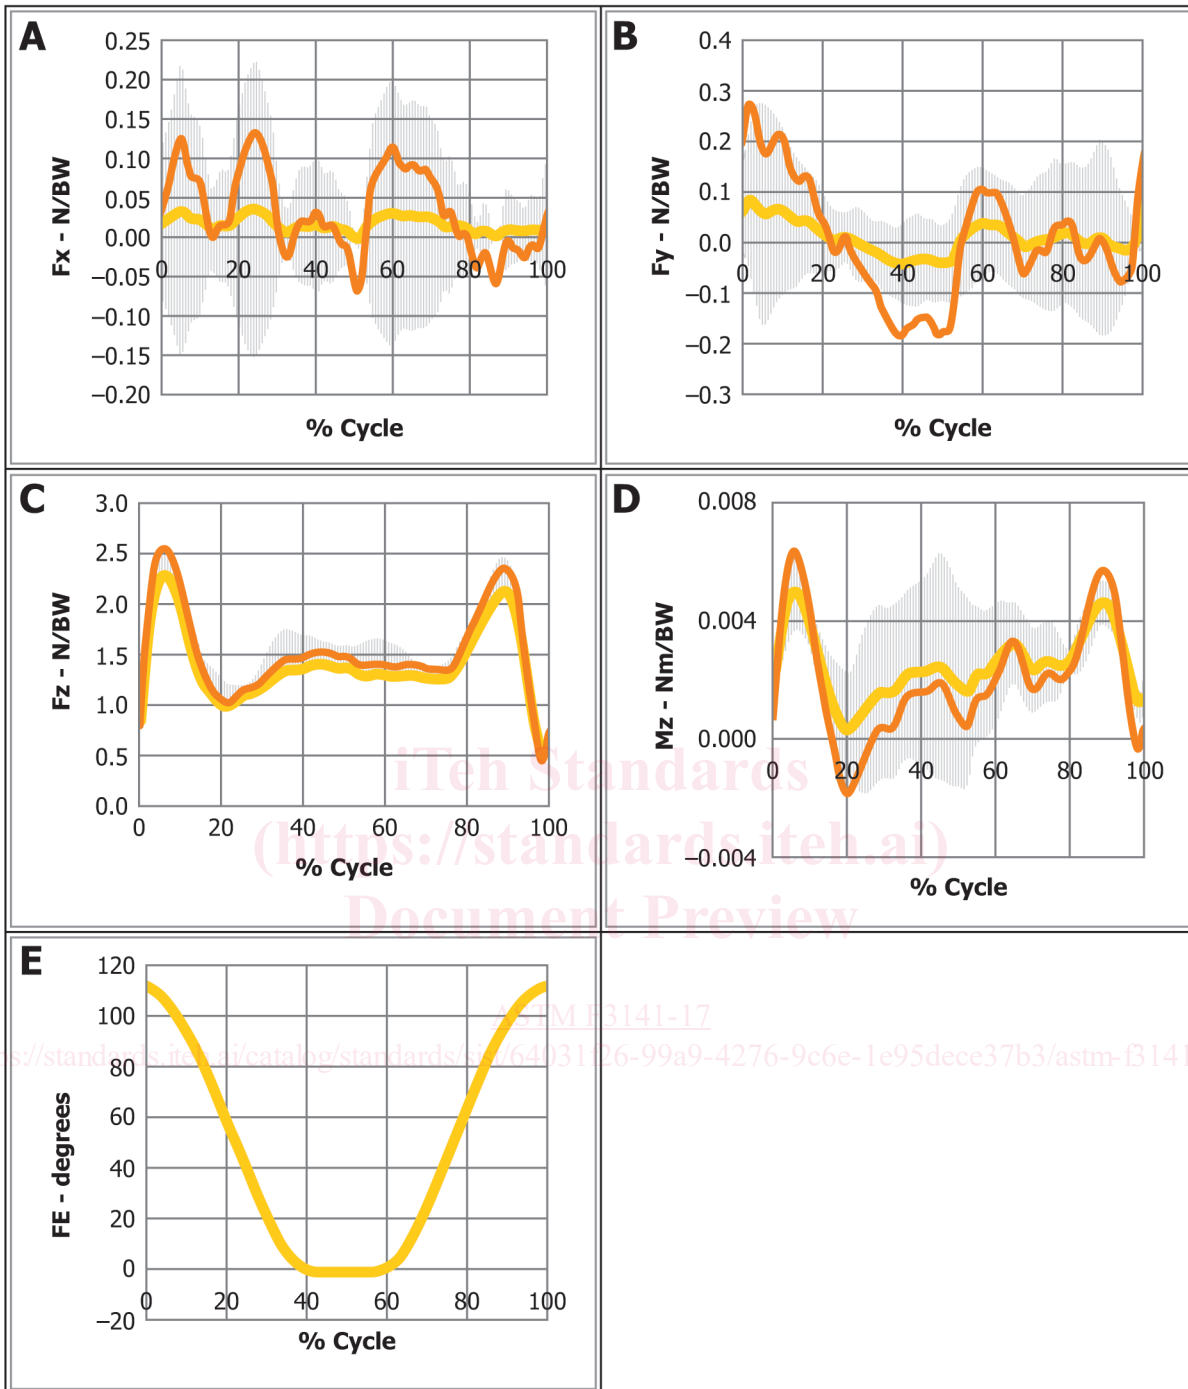 A
0.25
0.20
0.15
0.10
0.05
0.00
−0.05
−0.10
−0.15
−0.20
Fx - N/BW
0 20 40 60 80 100
% Cycle
B
0.4
0.3
0.2
0.1
0.0
−0.1
−0.2
−0.3
Fy - N/BW
0 20 40 60 80 100
% Cycle
C
3.0
2.5
2.0
1.5
1.0
0.5
0.0
Fz - N/BW
0 20 40 60 80 100
% Cycle
D
0.008
0.004
0.000
−0.004
Mz - Nm/BW
0 20 40 60 80 100
% Cycle
iTeh Standards
(https://standards.iteh.ai)
Document Preview
E
120
100
80
60
40
20
0
−20
FE - degrees
0 20 40 60 80 100
% Cycle
ASTM F3141-17